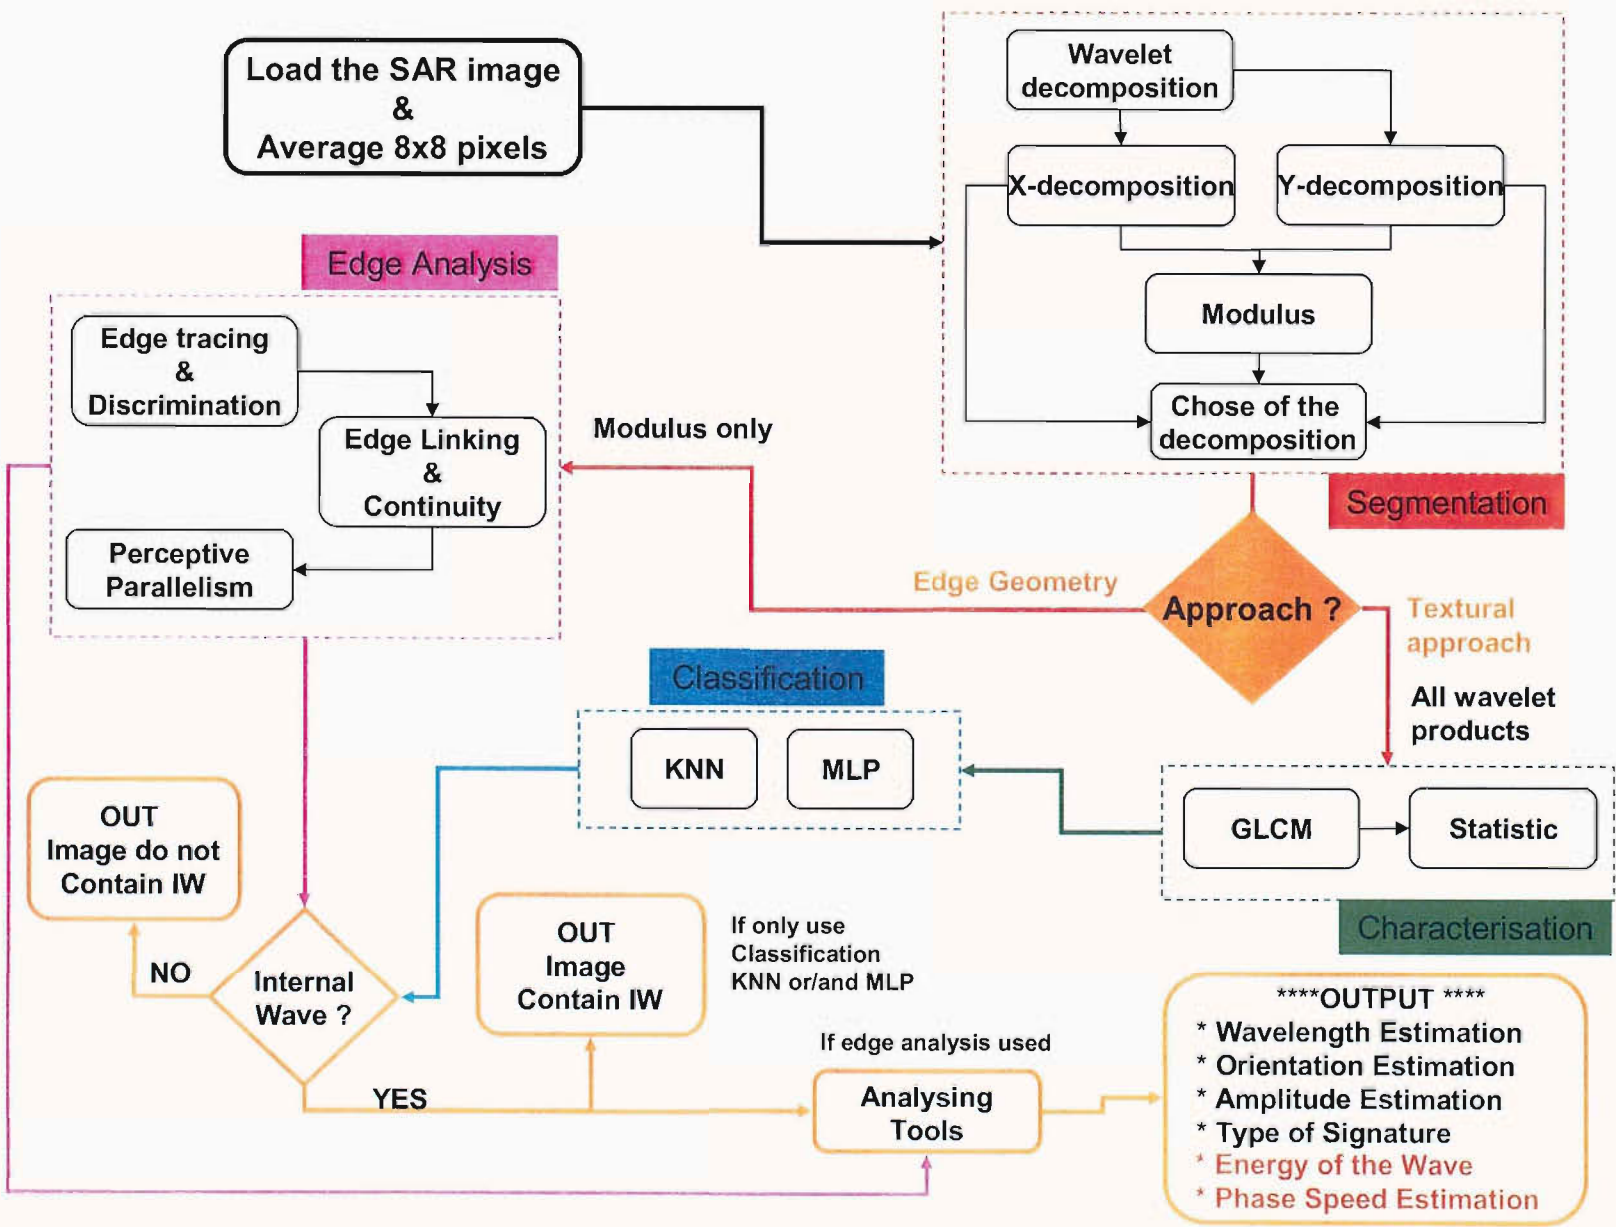 Load the SAR image
&
Average 8x8 pixels
Wavelet
decomposition
X-decomposition
Y-decomposition
Modulus
Chose of the
decomposition
Segmentation
Edge Analysis
Edge tracing
&
Discrimination
Edge Linking
&
Continuity
Perceptive
Parallelism
Modulus only
Edge Geometry
Approach ?
Textural
approach
All wavelet
products
Classification
KNN
MLP
GLCM
Statistic
Characterisation
OUT
Image do not
Contain IW
NO
Internal
Wave ?
YES
OUT
Image
Contain IW
If only use
Classification
KNN or/and MLP
If edge analysis used
Analysing
Tools
****OUTPUT ****
* Wavelength Estimation
* Orientation Estimation
* Amplitude Estimation
* Type of Signature
* Energy of the Wave
* Phase Speed Estimation